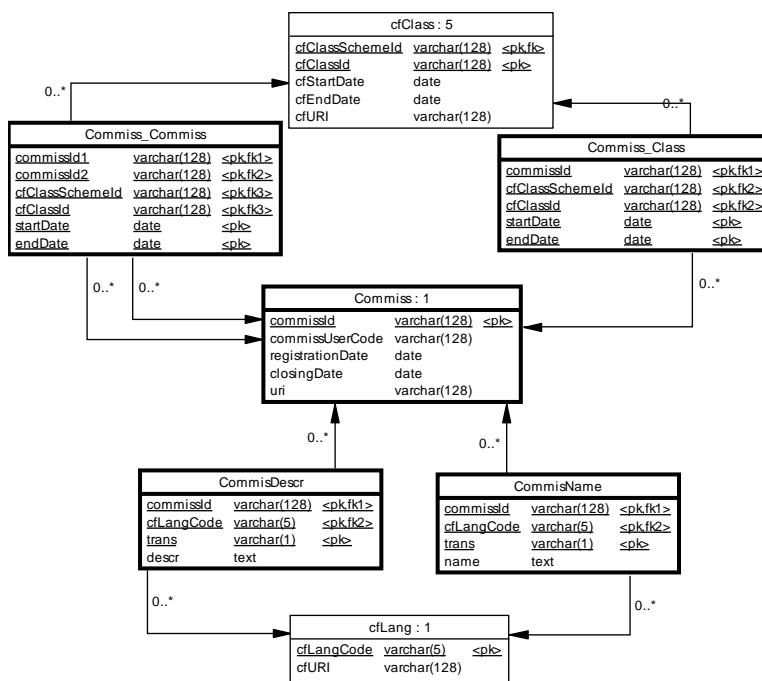 cfClass : 5
cfClassSchemeId varchar(128) <pk,fk>
cfClassId varchar(128) <pk>
cfStartDate date
cfEndDate date
cfURI varchar(128)
0..*
0..*
Commiss_Commiss
commissId1 varchar(128) <pk,fk1>
commissId2 varchar(128) <pk,fk2>
cfClassSchemeId varchar(128) <pk,fk3>
cfClassId varchar(128) <pk,fk3>
startDate date <pk>
endDate date <pk>
Commiss_Class
commissId varchar(128) <pk,fk1>
cfClassSchemeId varchar(128) <pk,fk2>
cfClassId varchar(128) <pk,fk2>
startDate date <pk>
endDate date <pk>
0..*
0..*
0..*
Commiss : 1
commissId varchar(128) <pk>
commissUserCode varchar(128)
registrationDate date
closingDate date
uri varchar(128)
0..*
0..*
CommisDescr
commissId varchar(128) <pk,fk1>
cfLangCode varchar(5) <pk,fk2>
trans varchar(1) <pk>
descr text
CommisName
commissId varchar(128) <pk,fk1>
cfLangCode varchar(5) <pk,fk2>
trans varchar(1) <pk>
name text
0..*
0..*
cfLang : 1
cfLangCode varchar(5) <pk>
cfURI varchar(128)